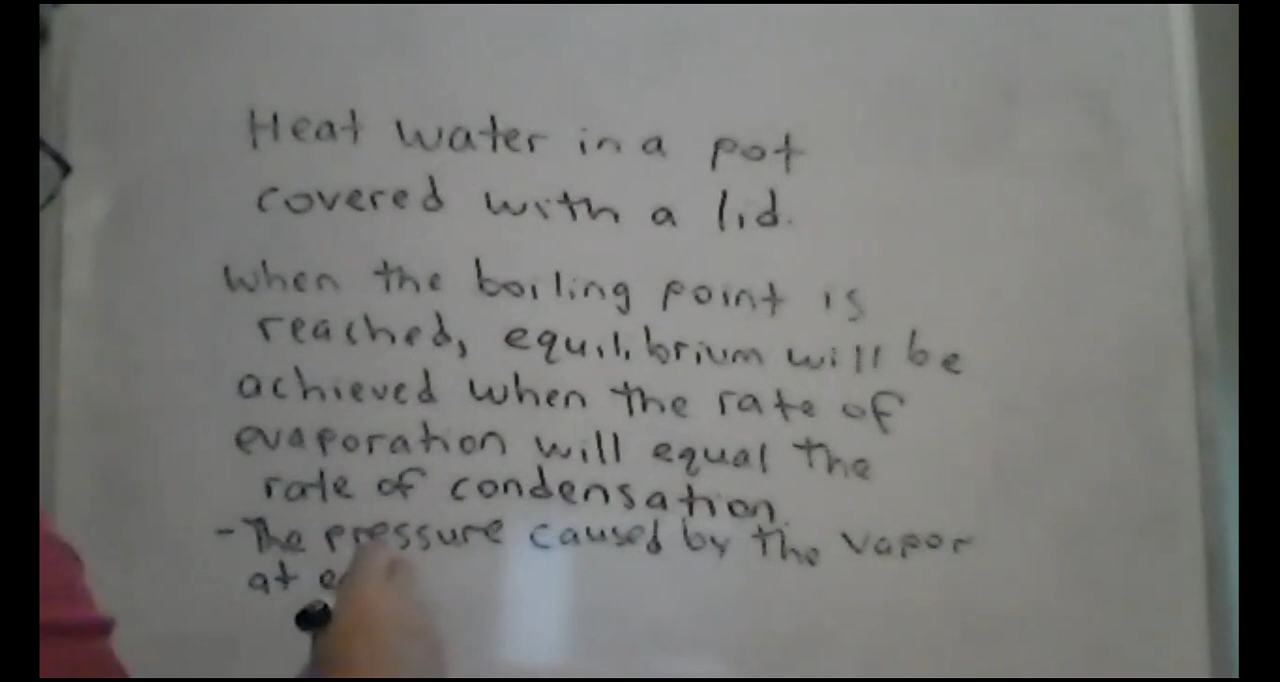 Heat water in a pot
covered with a lid.
When the boiling point is
reached, equilibrium will be
achieved when the rate of
evaporation will equal the
rate of condensation.
- The pressure caused by the vapor
at